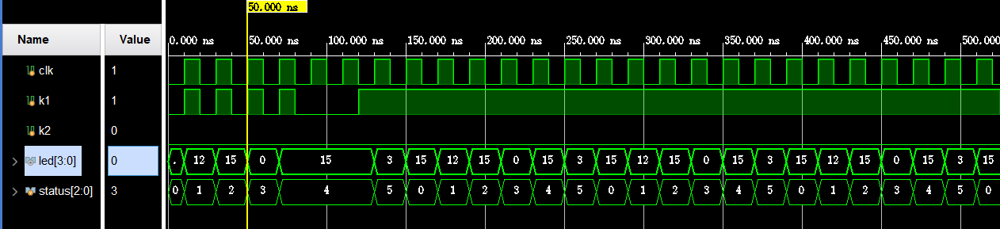 50.000 ns
Name Value
0.000 ns 50.000 ns 100.000 ns 150.000 ns 200.000 ns 250.000 ns 300.000 ns 350.000 ns 400.000 ns 450.000 ns 500.00
clk 1
k1 1
k2 0
led[3:0] 0 . 12 15 0 15 3 15 12 15 0 15 3 15 12 15 0 15 3 15 12 15 0 15 3 15
status[2:0] 3 0 1 2 3 4 5 0 1 2 3 4 5 0 1 2 3 4 5 0 1 2 3 4 5 0